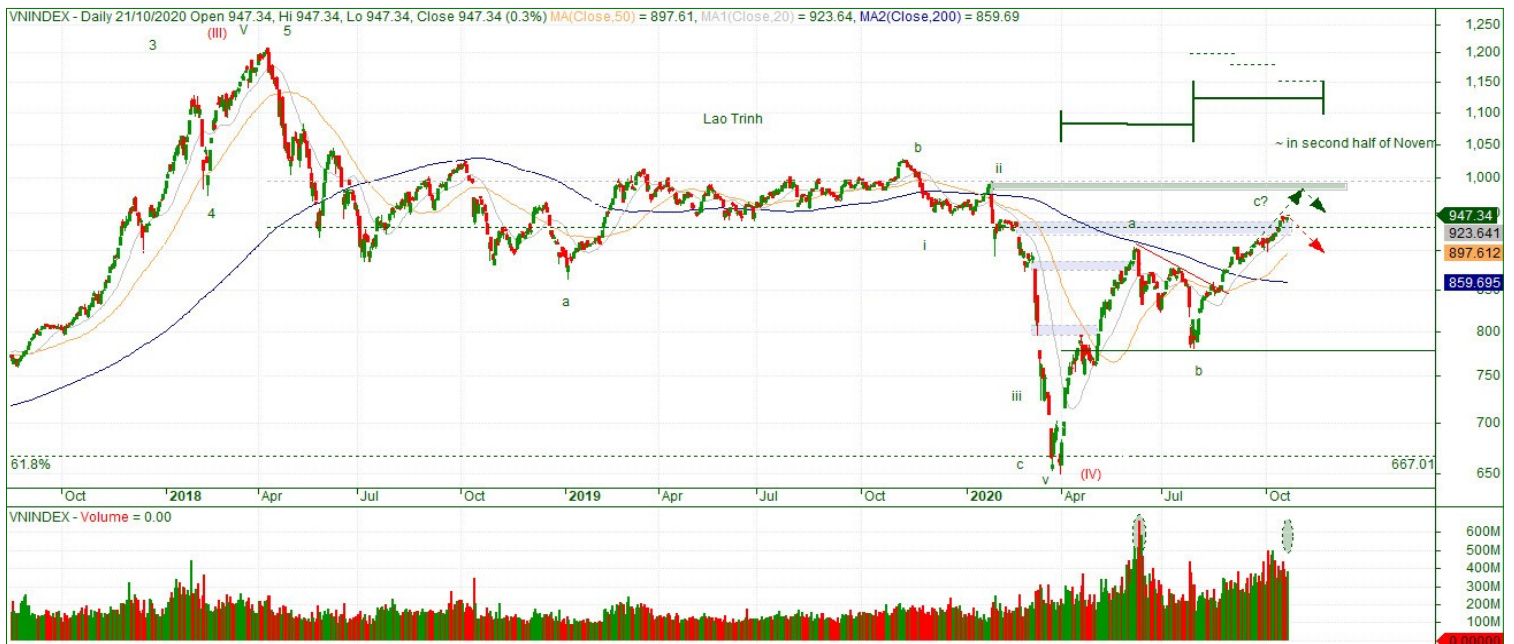 VNINDEX - Daily 21/10/2020 Open 947.34, Hi 947.34, Lo 947.34, Close 947.34 (0.3%) MA(Close,50) = 897.61, MA1(Close,20) = 923.64, MA2(Close,200) = 859.69
3
(III)
V
5
4
Lao Trinh
~ in second half of Novem
b
ii
c?
a
i
a
b
iii
c
v
(IV)
61.8%
667.01
1,250
1,200
1,150
1,100
1,050
1,000
947.34
923.641
897.612
859.695
800
750
700
650
Oct
2018
Apr
Jul
Oct
2019
Apr
Jul
Oct
2020
Apr
Jul
Oct
VNINDEX - Volume = 0.00
600M
500M
400M
300M
200M
100M
0.00000